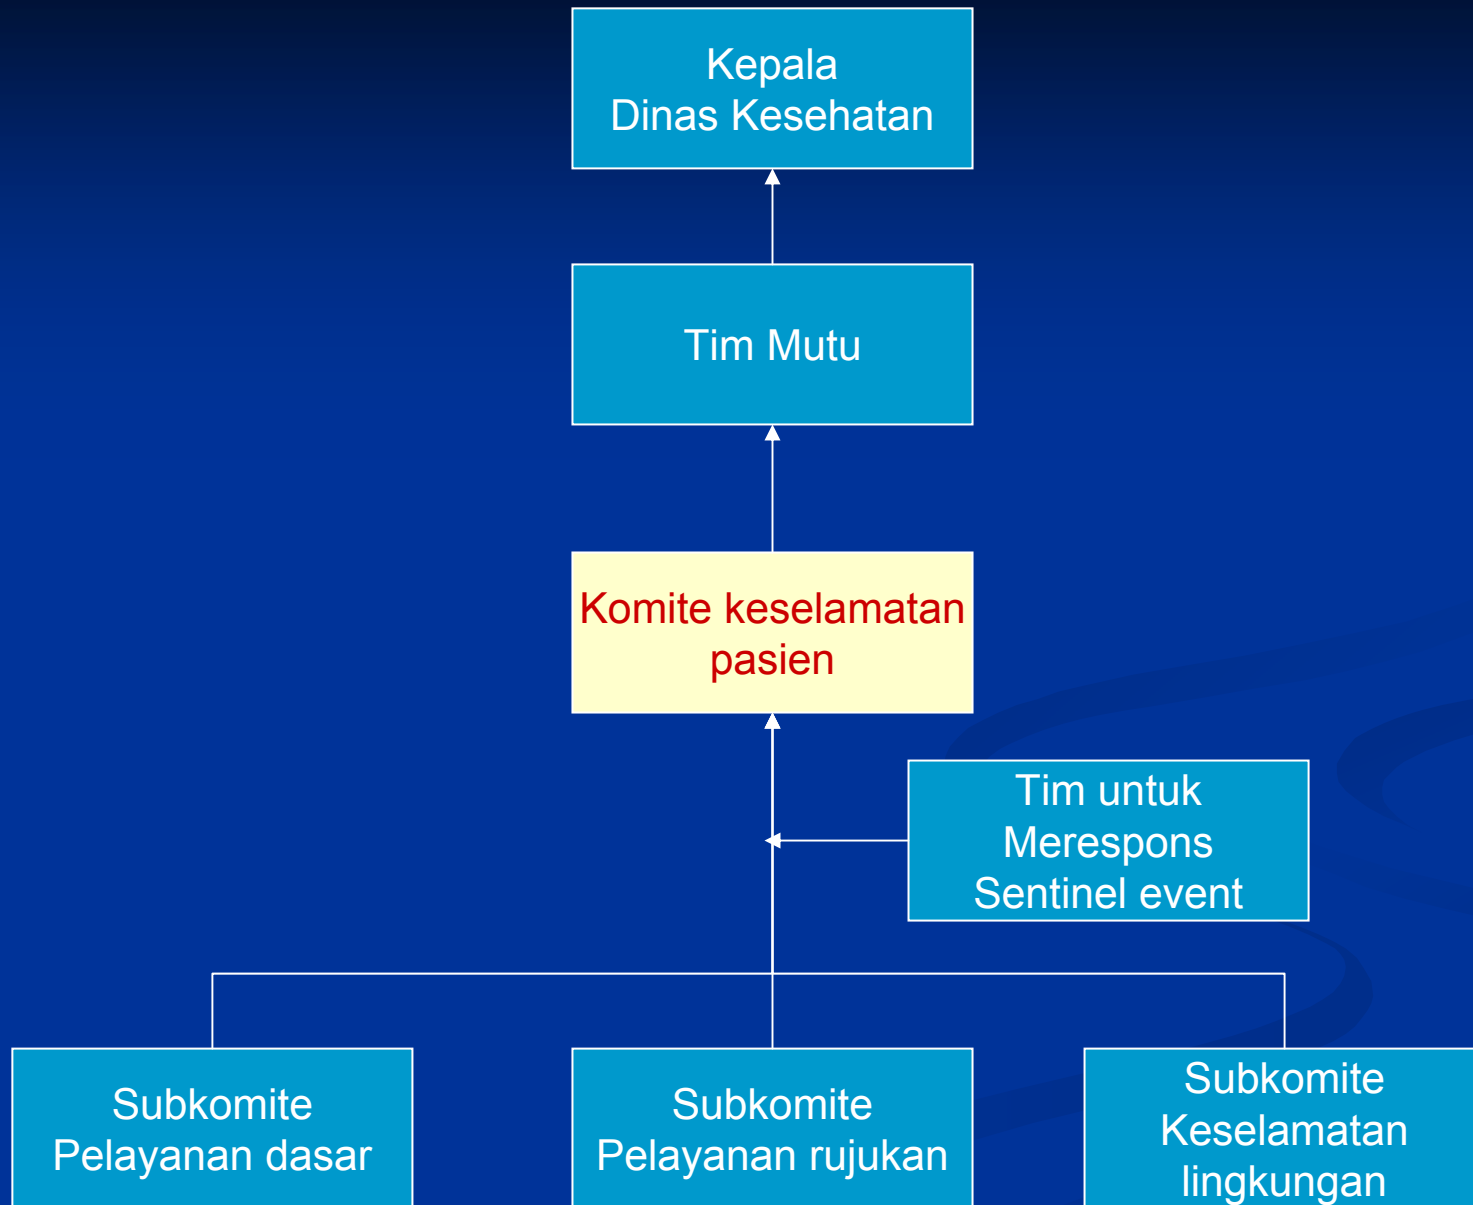 Kepala
Dinas Kesehatan
Tim Mutu
Komite keselamatan
pasien
Tim untuk
Merespons
Sentinel event
Subkomite
Pelayanan dasar
Subkomite
Pelayanan rujukan
Subkomite
Keselamatan
lingkungan